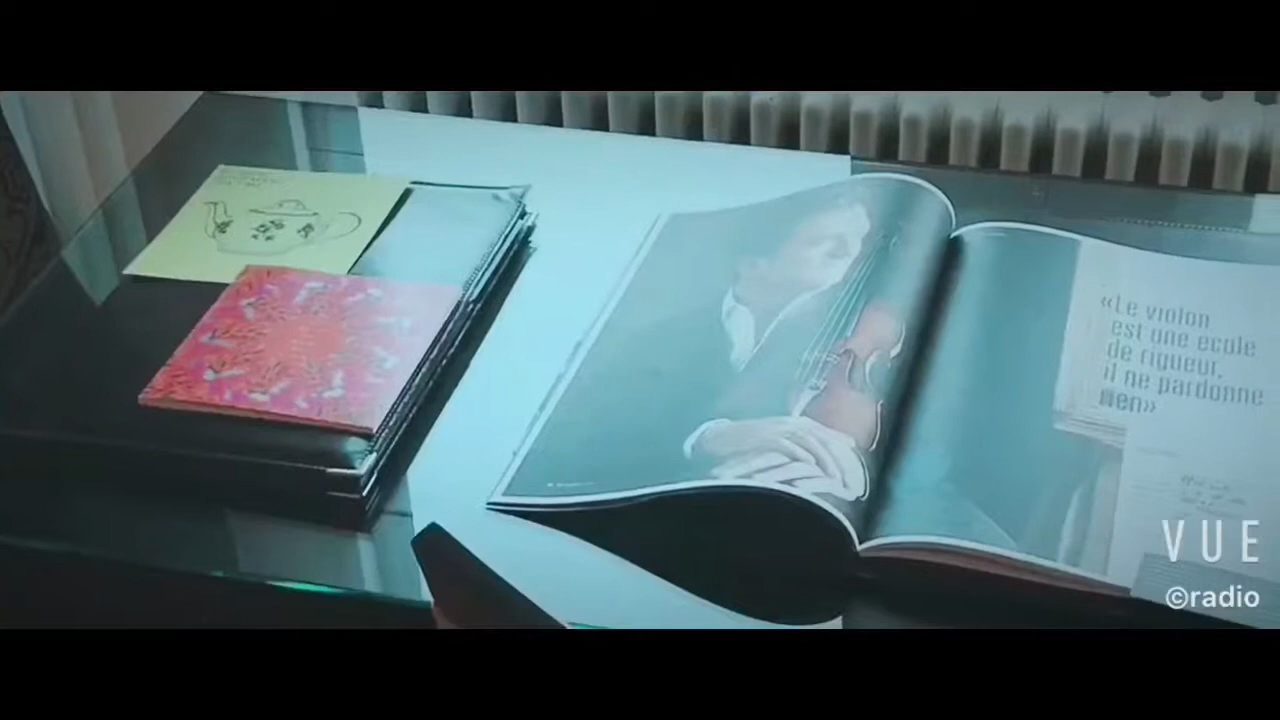 «Le violon
est une ecole
de rigueur,
il ne pardonne
rien»
VUE
©radio